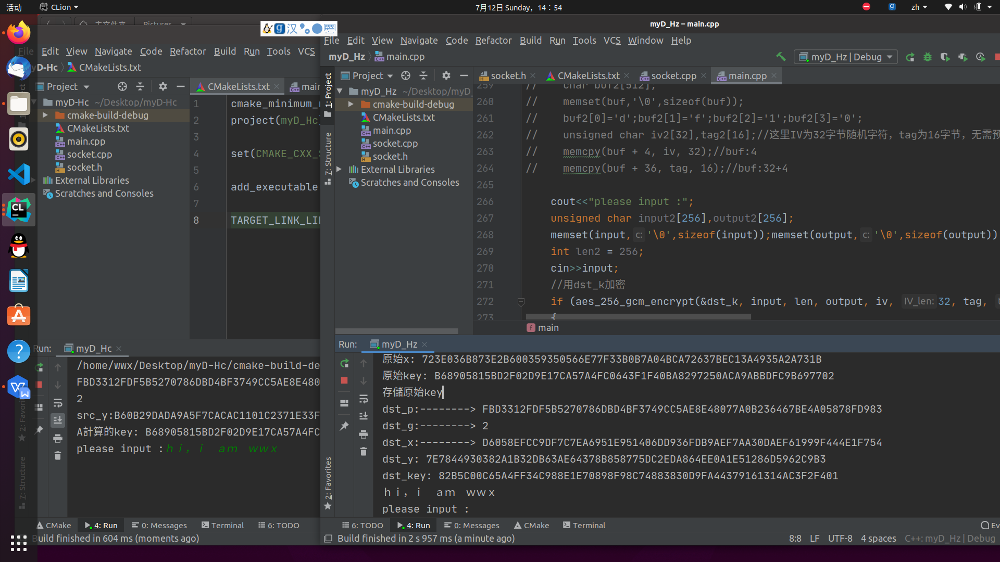 活动
CLion
7月12日 Sunday，14：54
zh
主文件夹
Pictures
汉
File Edit View Navigate Code Refactor Build Run Tools VCS
D-Hc CMakeLists.txt
Project
CMakeLists.txt
main
myD-Hc ~/Desktop/myD-Hc
cmake-build-debug
CMakeLists.txt
main.cpp
socket.cpp
socket.h
External Libraries
Scratches and Consoles
1 cmake_minimum_
2 project(myD_Hc
3
4 set(CMAKE_CXX_
5
6 add_executable
7
8 TARGET_LINK_LI
Run: myD_Hc
/home/wwx/Desktop/myD-Hc/cmake-build-de
FBD3312FDF5B5270786DBD4BF3749CC5AE8E480
2
src_y:B60B29DADA9A5F7CACAC1101C2371E33F
A計算的key: B68905815BD2F02D9E17CA57A4FC
please input :ｈｉ，ｉ　ａｍ　ｗｗｘ
2: Favorites
7: Structure
CMake 4: Run 0: Messages Terminal 6: TODO
Build finished in 604 ms (moments ago)
myD_Hz – main.cpp
File Edit View Navigate Code Refactor Build Run Tools VCS Window Help
myD_Hz main.cpp
myD_Hz | Debug
1: Project
7: Structure
2: Favorites
Project
myD_Hz ~/Desktop/myD_
cmake-build-debug
CMakeLists.txt
main.cpp
socket.cpp
socket.h
External Libraries
Scratches and Consoles
socket.h CMakeLists.txt socket.cpp main.cpp
259 // char buf2[512];
260 // memset(buf,'\0',sizeof(buf));
261 // buf2[0]='d';buf2[1]='f';buf2[2]='1';buf2[3]='0';
262 // unsigned char iv2[32],tag2[16];//这里IV为32字节随机字符，tag为16字节，无需预
263 // memcpy(buf + 4, iv, 32);//buf:4
264 // memcpy(buf + 36, tag, 16);//buf:32+4
265
266 cout<<"please input :";
267 unsigned char input2[256],output2[256];
268 memset(input, c: '\0',sizeof(input));memset(output, c: '\0',sizeof(output))
269 int len2 = 256;
270 cin>>input;
271 //用dst_k加密
272 if (aes_256_gcm_encrypt(&dst_k, input, len, output, iv, IV_len: 32, tag,
273 {
main
Run: myD_Hz
原始x: 723E036B873E2B600359350566E77F33B0B7A04BCA72637BEC13A4935A2A731B
原始key: B68905815BD2F02D9E17CA57A4FC0643F1F40BA8297250ACA9ABBDFC9B697702
存儲原始key
dst_p:--------> FBD3312FDF5B5270786DBD4BF3749CC5AE8E48077A0B236467BE4A05878FD983
dst_g:--------> 2
dst_x:--------> D6058EFCC9DF7C7EA6951E951406DD936FDB9AEF7AA30DAEF61999F444E1F754
dst_y: 7E7844930382A1B32DB63AE64378B858775DC2EDA864EE0A1E51286D5962C9B3
dst_key: 82B5C00C65A4FF34C988E1E70898F98C74883830D9FA44379161314AC3F2F401
ｈｉ，ｉ　ａｍ　ｗｗｘ
please input :
6: TODO 4: Run 0: Messages CMake Terminal Ev
Build finished in 2 s 957 ms (a minute ago)
8:8 LF UTF-8 4 spaces C++: myD_Hz | Debug